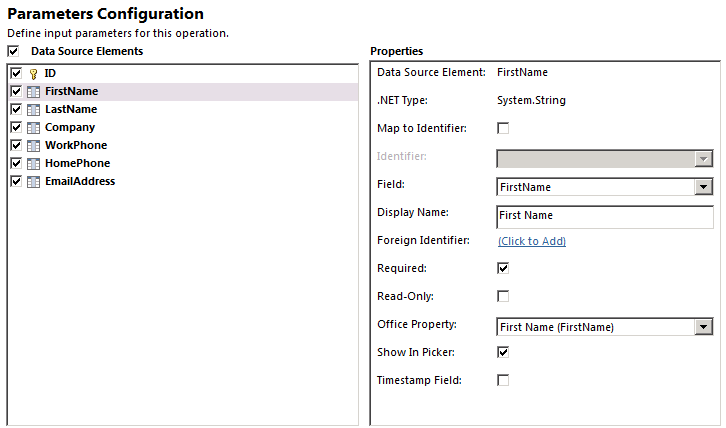 Parameters Configuration
Define input parameters for this operation.
Data Source Elements
ID
FirstName
LastName
Company
WorkPhone
HomePhone
EmailAddress
Properties
Data Source Element: FirstName
.NET Type: System.String
Map to Identifier:
Identifier:
Field: FirstName
Display Name: First Name
Foreign Identifier: (Click to Add)
Required:
Read-Only:
Office Property: First Name (FirstName)
Show In Picker:
Timestamp Field: